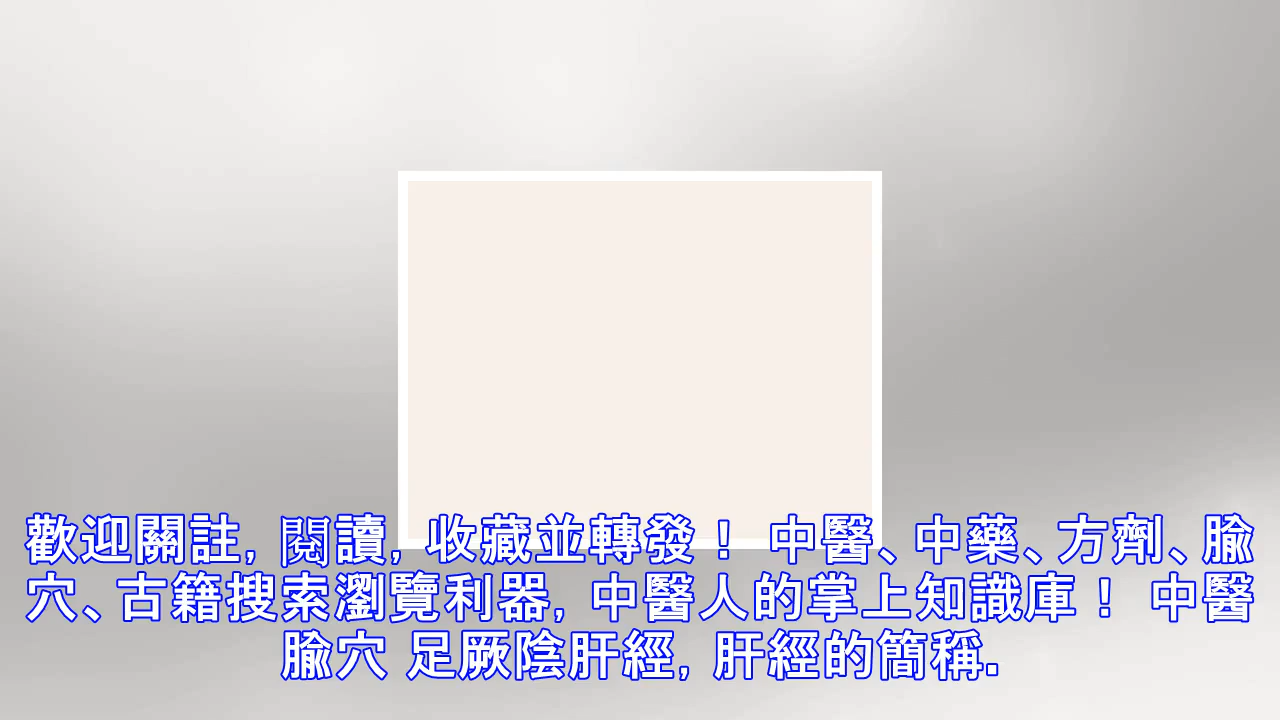 歡迎關註, 閱讀, 收藏並轉發！ 中醫、中藥、方劑、腧
穴、古籍搜索瀏覽利器, 中醫人的掌上知識庫！ 中醫
腧穴 足厥陰肝經, 肝經的簡稱.